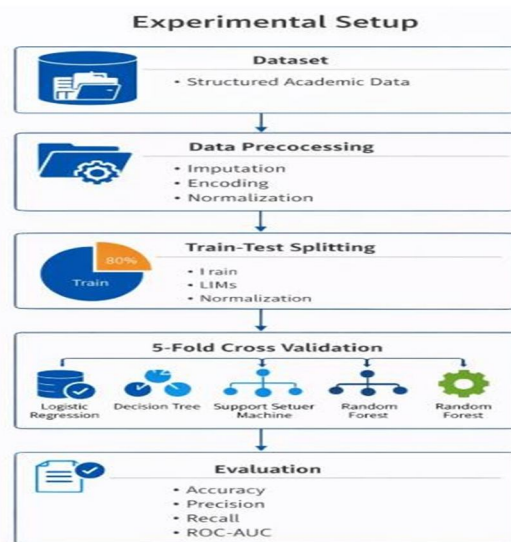 Experimental Setup
Dataset
• Structured Academic Data
Data Precocessing
• Imputation
• Encoding
• Normalization
Train-Test Splitting
80%
Train
• Irain
• LIMs
• Normalization
5-Fold Cross Validation
Logistic
Regression
Decision Tree
Support Setuer
Machine
Random
Forest
Random
Forest
Evaluation
• Accuracy
• Precision
• Recall
• ROC-AUC